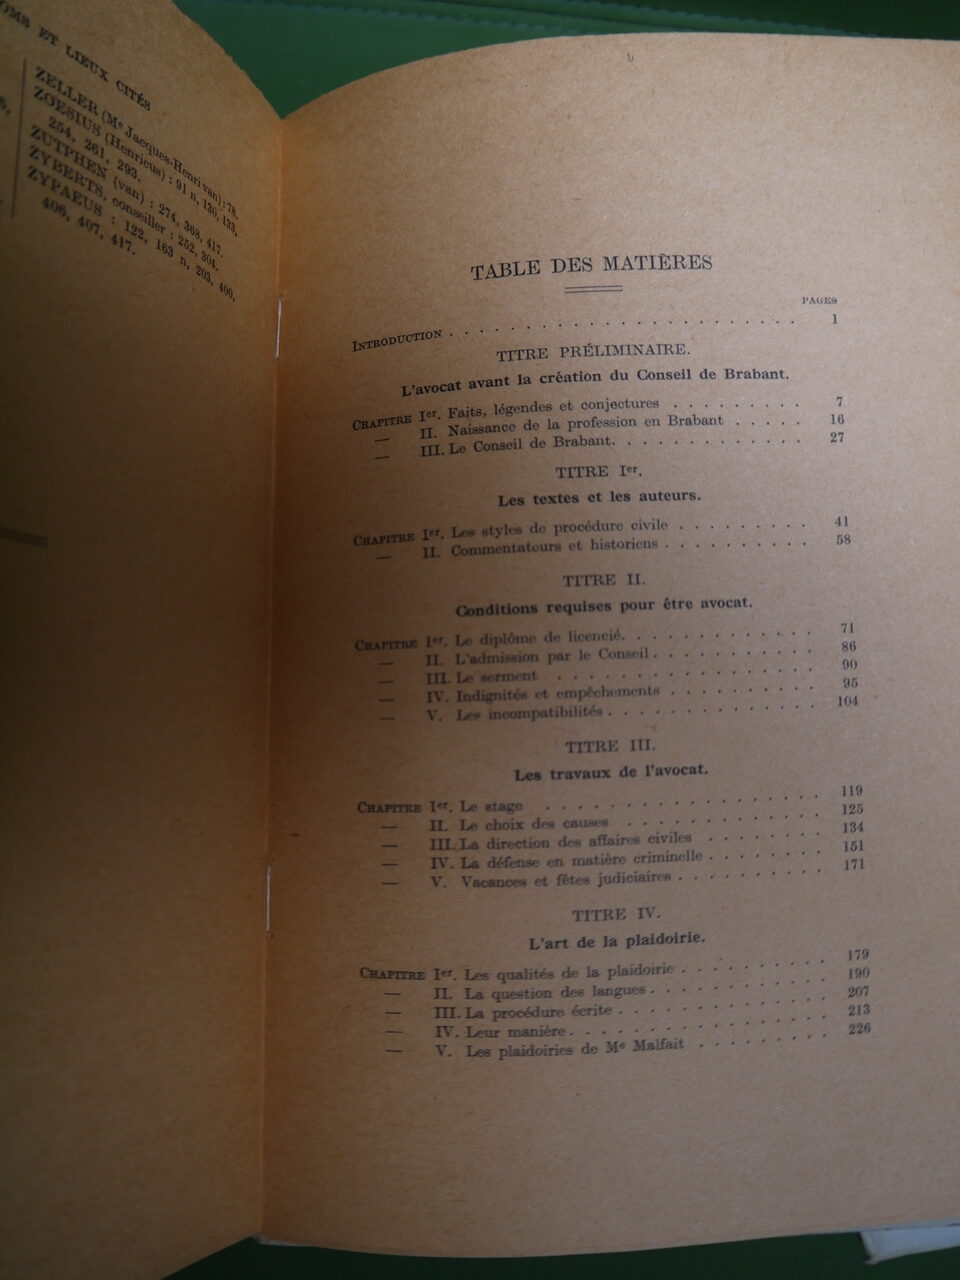 OMS ET LIEUX CITÉS
ZELLER (Me Jacques-Henri van) : 78.
ZOESIUS (Henricus) : 91 n, 130, 133,
254, 261, 293.
ZUTPHEN (van) : 274, 368, 417.
ZYBERTS, conseiller : 252, 304.
ZYPAEUS : 122, 163 n, 203, 400,
406, 407, 417.
TABLE DES MATIÈRES
PAGES
INTRODUCTION . . . . . . . . . . . . . . . . . . . . . . . 1
TITRE PRÉLIMINAIRE.
L'avocat avant la création du Conseil de Brabant.
CHAPITRE Ier. Faits, légendes et conjectures . . . . . . . . . 7
— II. Naissance de la profession en Brabant . . . . . 16
— III. Le Conseil de Brabant. . . . . . . . . . . . . 27
TITRE Ier.
Les textes et les auteurs.
CHAPITRE Ier. Les styles de procédure civile . . . . . . . . . 41
— II. Commentateurs et historiens . . . . . . . . . . 58
TITRE II.
Conditions requises pour être avocat.
CHAPITRE Ier. Le diplôme de licencié. . . . . . . . . . . . . 71
— II. L'admission par le Conseil . . . . . . . . . . . 86
— III. Le serment . . . . . . . . . . . . . . . . . 90
— IV. Indignités et empêchements . . . . . . . . . . 95
— V. Les incompatibilités . . . . . . . . . . . . . . 104
TITRE III.
Les travaux de l'avocat.
CHAPITRE Ier. Le stage . . . . . . . . . . . . . . . . . . 119
— II. Le choix des causes . . . . . . . . . . . . . 125
— III. La direction des affaires civiles . . . . . . . . 134
— IV. La défense en matière criminelle . . . . . . . . 151
— V. Vacances et fêtes judiciaires . . . . . . . . . . 171
TITRE IV.
L'art de la plaidoirie.
CHAPITRE Ier. Les qualités de la plaidoirie . . . . . . . . . . 179
— II. La question des langues . . . . . . . . . . . . 190
— III. La procédure écrite . . . . . . . . . . . . . . 207
— IV. Leur manière . . . . . . . . . . . . . . . . . 213
— V. Les plaidoiries de Me Malfait . . . . . . . . . 226